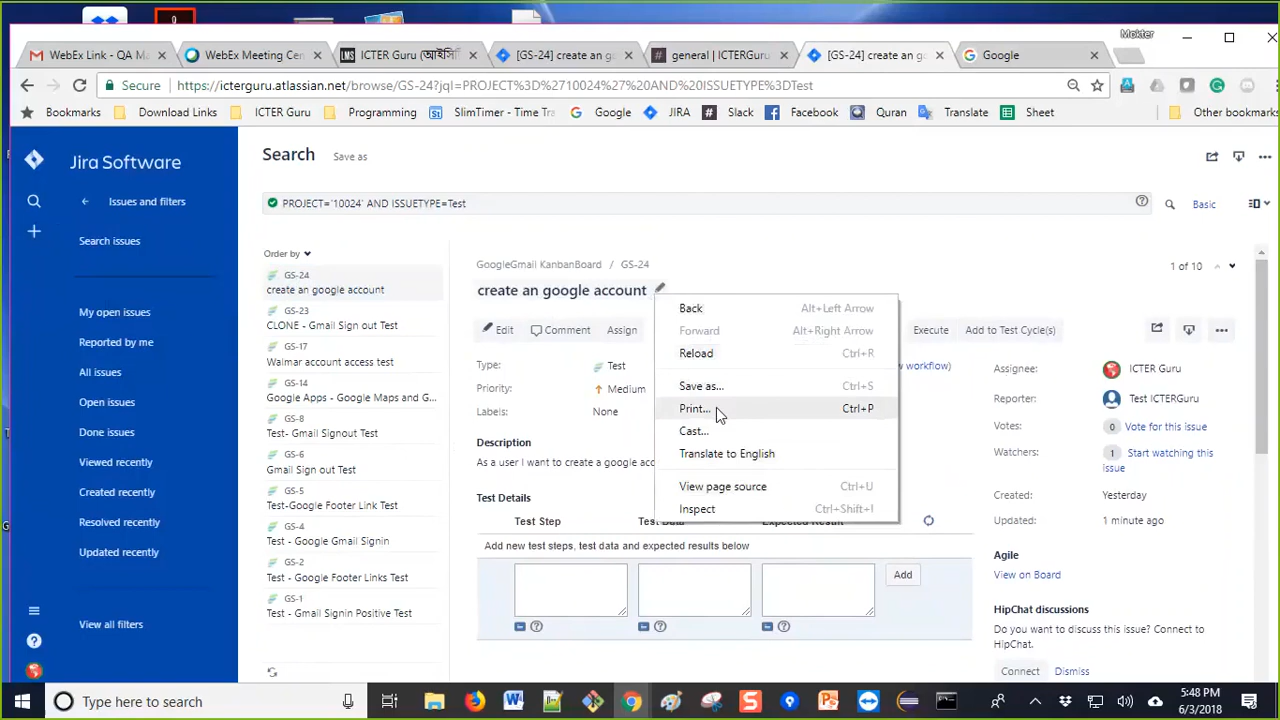 Mokter
WebEx Link - QA Ma
WebEx Meeting Cen
LMS ICTER Guru (আইসিটি
[GS-24] create an g
general | ICTERGuru
[GS-24] create an go
Google
Secure
https://icterguru.atlassian.net/browse/GS-24?jql=PROJECT%3D%2710024%27%20AND%20ISSUETYPE%3DTest
Bookmarks
Download Links
ICTER Guru
Programming
SlimTimer - Time Tra
Google
JIRA
Slack
Facebook
Quran
Translate
Sheet
Other bookmarks
Jira Software
Issues and filters
Search issues
My open issues
Reported by me
All issues
Open issues
Done issues
Viewed recently
Created recently
Resolved recently
Updated recently
View all filters
Search
Save as
PROJECT='10024' AND ISSUETYPE=Test
Basic
Order by
GS-24
create an google account
GS-23
CLONE - Gmail Sign out Test
GS-17
Walmar account access test
GS-14
Google Apps - Google Maps and G...
GS-8
Test- Gmail Signout Test
GS-6
Gmail Sign out Test
GS-5
Test-Google Footer Link Test
GS-4
Test - Google Gmail Signin
GS-2
Test - Google Footer Links Test
GS-1
Test - Gmail Signin Positive Test
GoogleGmail KanbanBoard / GS-24
1 of 10
create an google account
Edit
Comment
Assign
Execute
Add to Test Cycle(s)
Type:
Test
Priority:
Medium
Labels:
None
w workflow)
Description
As a user I want to create a google acco
Test Details
Test Step
Test Data
Expected Result
Add new test steps, test data and expected results below
Add
Back Alt+Left Arrow
Forward Alt+Right Arrow
Reload Ctrl+R
Save as... Ctrl+S
Print... Ctrl+P
Cast...
Translate to English
View page source Ctrl+U
Inspect Ctrl+Shift+I
Assignee:
ICTER Guru
Reporter:
Test ICTERGuru
Votes:
0 Vote for this issue
Watchers:
1 Start watching this
issue
Created:
Yesterday
Updated:
1 minute ago
Agile
View on Board
HipChat discussions
Do you want to discuss this issue? Connect to
HipChat.
Connect
Dismiss
Type here to search
5:48 PM
6/3/2018